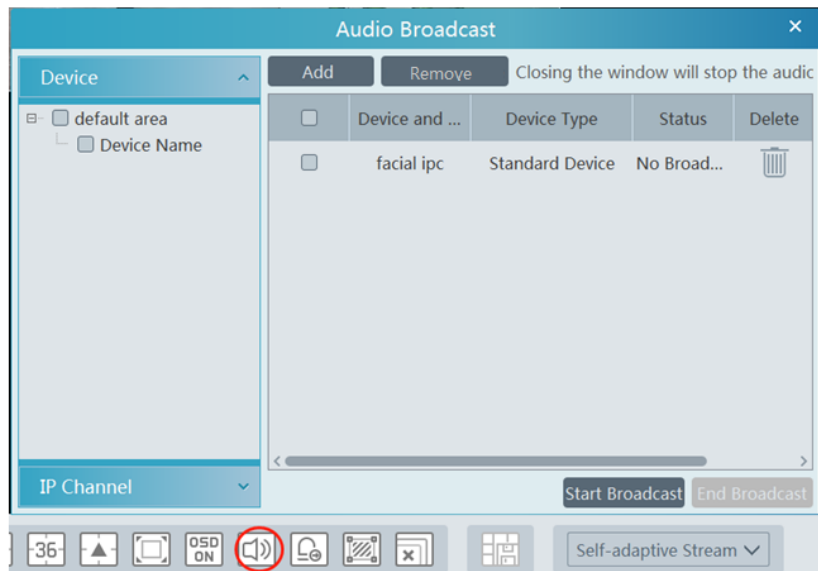 Audio Broadcast
Device
Add
Remove
Closing the window will stop the audic
default area
Device Name
Device and ...
Device Type
Status
Delete
facial ipc
Standard Device
No Broad...
IP Channel
Start Broadcast
End Broadcast
36
OSD
ON
Self-adaptive Stream